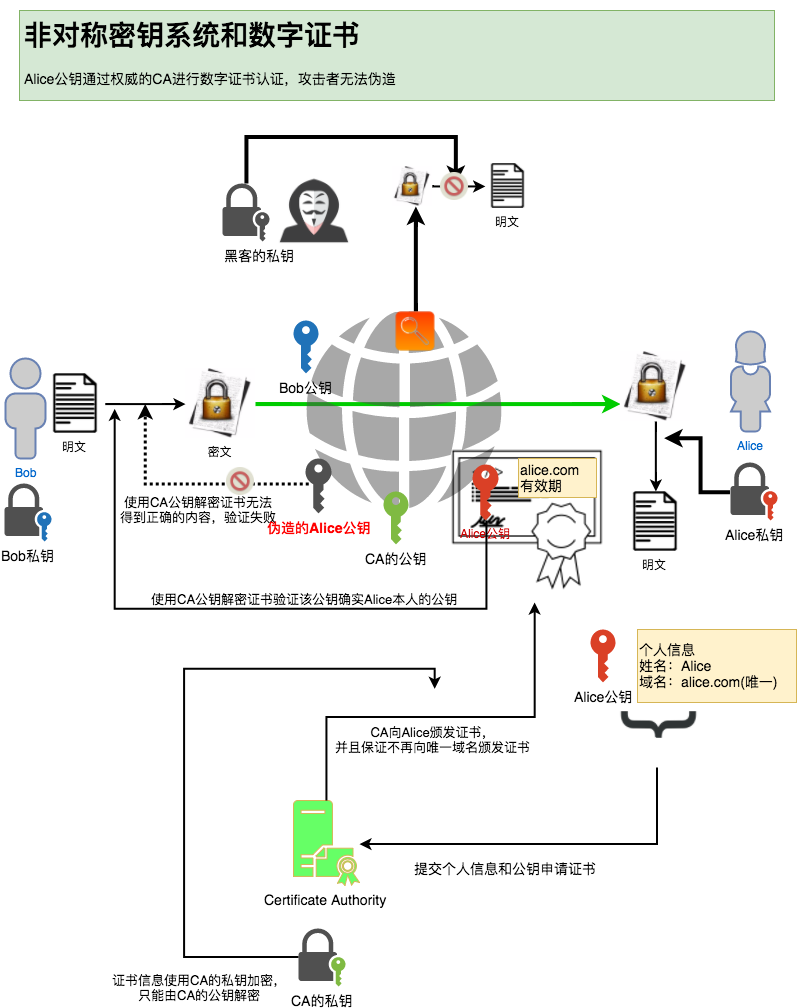 非对称密钥系统和数字证书
Alice公钥通过权威的CA进行数字证书认证，攻击者无法伪造
明文
黑客的私钥
Bob公钥
明文
密文
Bob
Alice
alice.com
有效期
使用CA公钥解密证书无法
得到正确的内容，验证失败
伪造的Alice公钥
Alice公钥
CA的公钥
Bob私钥
Alice私钥
明文
使用CA公钥解密证书验证该公钥确实Alice本人的公钥
个人信息
姓名：Alice
域名：alice.com(唯一)
Alice公钥
CA向Alice颁发证书，
并且保证不再向唯一域名颁发证书
提交个人信息和公钥申请证书
Certificate Authority
证书信息使用CA的私钥加密，
只能由CA的公钥解密
CA的私钥